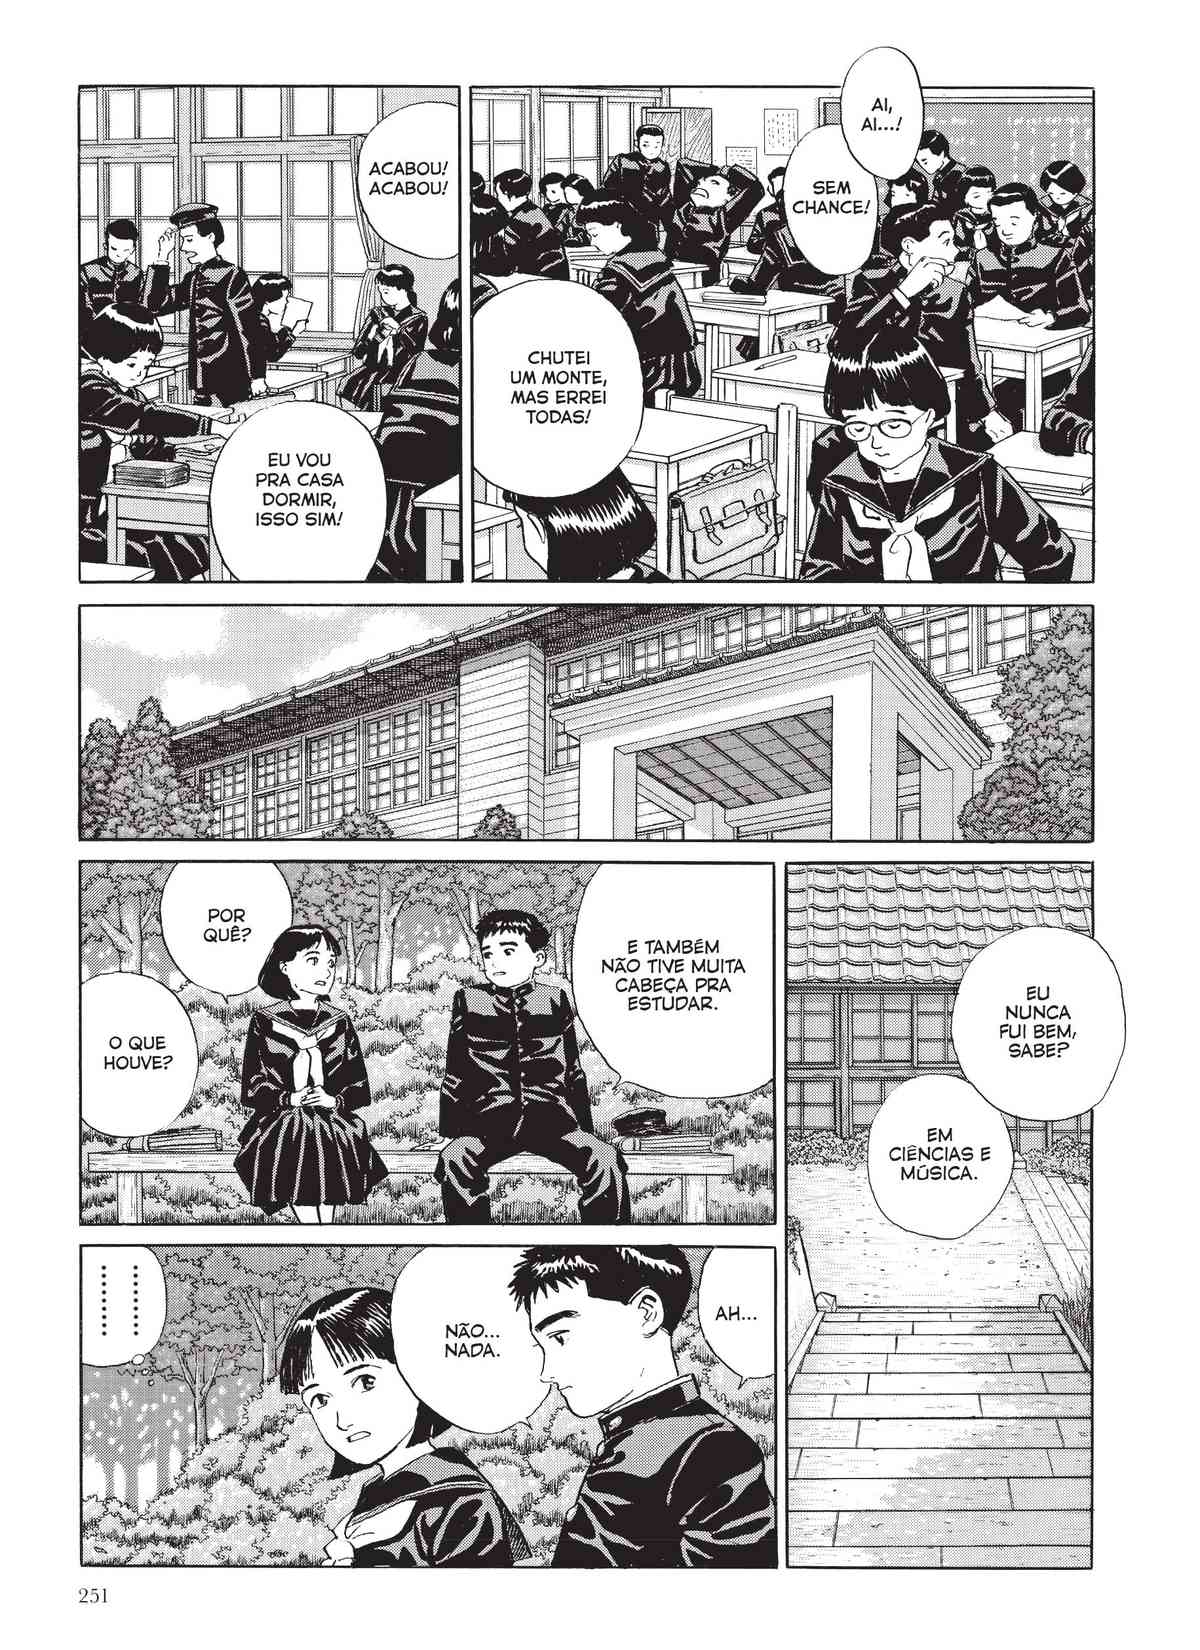 AI,
AI...!
SEM
CHANCE!
CHUTEI
UM MONTE,
MAS ERREI
TODAS!
ACABOU!
ACABOU!
EU VOU
PRA CASA
DORMIR,
ISSO SIM!
EU
NUNCA
FUI BEM,
SABE?
EM
CIÊNCIAS E
MÚSICA.
E TAMBÉM
NÃO TIVE MUITA
CABEÇA PRA
ESTUDAR.
POR
QUÊ?
O QUE
HOUVE?
AH...
NÃO...
NADA.
251